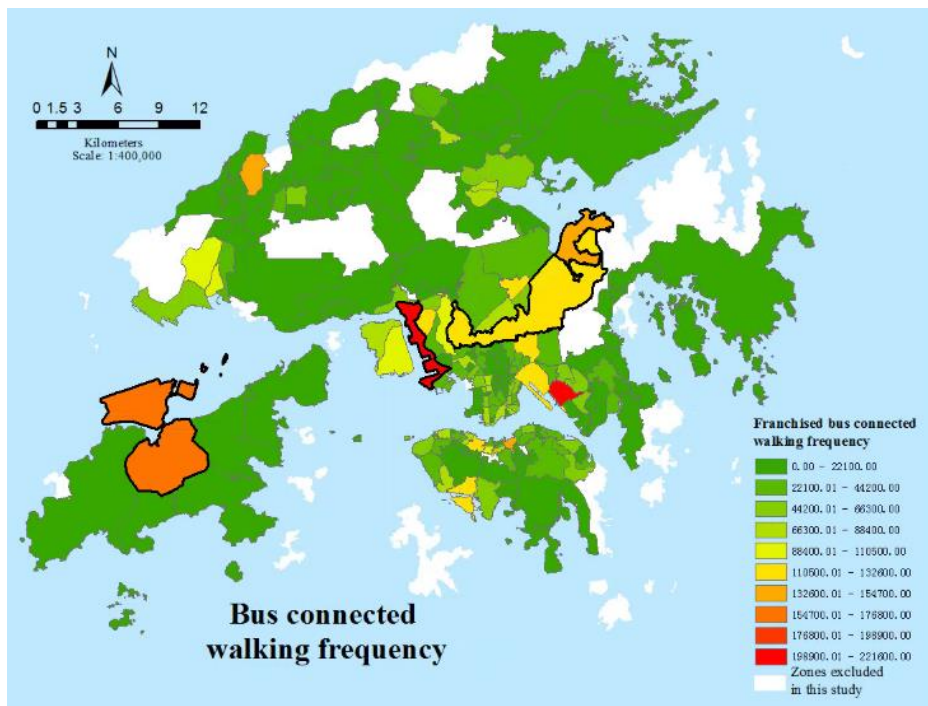 N
0 1.5 3 6 9 12
Kilometers
Scale: 1:400,000
Franchised bus connected
walking frequency
0.00 - 22100.00
22100.01 - 44200.00
44200.01 - 66300.00
66300.01 - 88400.00
88400.01 - 110500.00
110500.01 - 132600.00
132600.01 - 154700.00
154700.01 - 176800.00
176800.01 - 198900.00
198900.01 - 221600.00
Zones excluded
in this study
Bus connected
walking frequency